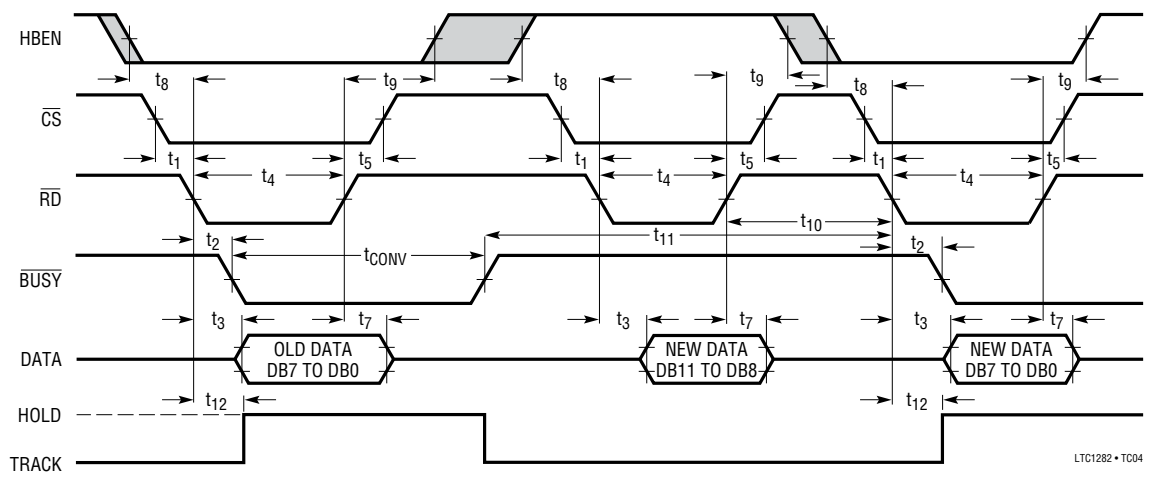 HBEN
t8 t9 t8 t9 t8 t9
CS
t1 t5 t1 t5 t1 t5
t4 t4 t4
RD
t10
t2 t11 t2
tCONV
BUSY
t3 t7 t3 t7 t3 t7
DATA
OLD DATA
DB7 TO DB0
NEW DATA
DB11 TO DB8
NEW DATA
DB7 TO DB0
t12 t12
HOLD
TRACK
LTC1282 • TC04